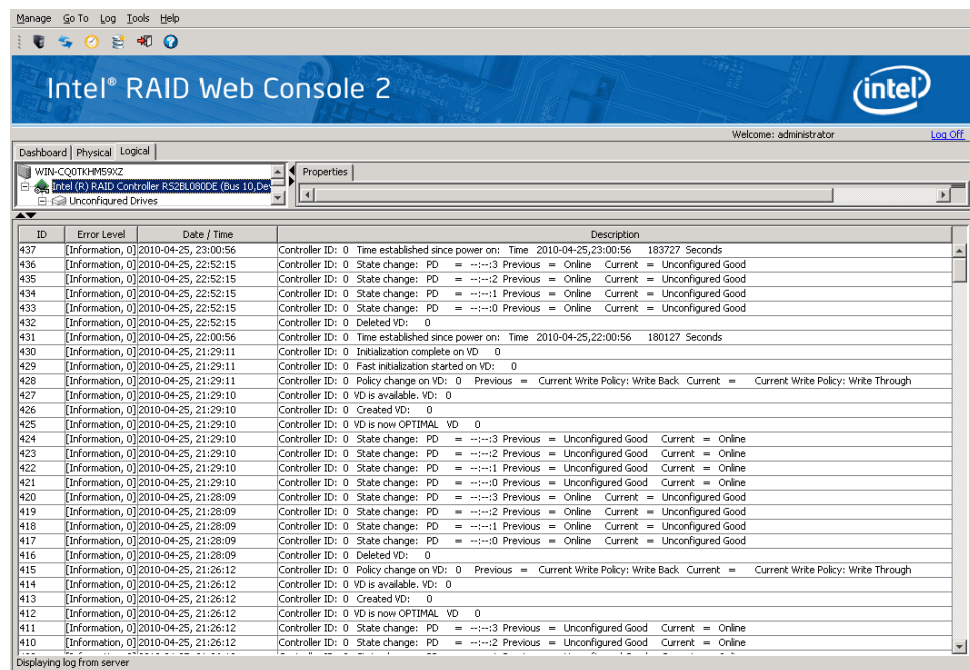 Manage Go To Log Tools Help
Intel® RAID Web Console 2
intel
Welcome: administrator Log Off
Dashboard Physical Logical
WIN-CQ0TKHM59XZ
Intel (R) RAID Controller RS2BL080DE (Bus 10,De
Unconfigured Drives
Properties
ID Error Level Date / Time Description
437 [Information, 0] 2010-04-25, 23:00:56 Controller ID: 0 Time established since power on: Time 2010-04-25,23:00:56 183727 Seconds
436 [Information, 0] 2010-04-25, 22:52:15 Controller ID: 0 State change: PD = --:--:3 Previous = Online Current = Unconfigured Good
435 [Information, 0] 2010-04-25, 22:52:15 Controller ID: 0 State change: PD = --:--:2 Previous = Online Current = Unconfigured Good
434 [Information, 0] 2010-04-25, 22:52:15 Controller ID: 0 State change: PD = --:--:1 Previous = Online Current = Unconfigured Good
433 [Information, 0] 2010-04-25, 22:52:15 Controller ID: 0 State change: PD = --:--:0 Previous = Online Current = Unconfigured Good
432 [Information, 0] 2010-04-25, 22:52:15 Controller ID: 0 Deleted VD: 0
431 [Information, 0] 2010-04-25, 22:00:56 Controller ID: 0 Time established since power on: Time 2010-04-25,22:00:56 180127 Seconds
430 [Information, 0] 2010-04-25, 21:29:11 Controller ID: 0 Initialization complete on VD 0
429 [Information, 0] 2010-04-25, 21:29:11 Controller ID: 0 Fast initialization started on VD: 0
428 [Information, 0] 2010-04-25, 21:29:11 Controller ID: 0 Policy change on VD: 0 Previous = Current Write Policy: Write Back Current = Current Write Policy: Write Through
427 [Information, 0] 2010-04-25, 21:29:10 Controller ID: 0 VD is available. VD: 0
426 [Information, 0] 2010-04-25, 21:29:10 Controller ID: 0 Created VD: 0
425 [Information, 0] 2010-04-25, 21:29:10 Controller ID: 0 VD is now OPTIMAL VD 0
424 [Information, 0] 2010-04-25, 21:29:10 Controller ID: 0 State change: PD = --:--:3 Previous = Unconfigured Good Current = Online
423 [Information, 0] 2010-04-25, 21:29:10 Controller ID: 0 State change: PD = --:--:2 Previous = Unconfigured Good Current = Online
422 [Information, 0] 2010-04-25, 21:29:10 Controller ID: 0 State change: PD = --:--:1 Previous = Unconfigured Good Current = Online
421 [Information, 0] 2010-04-25, 21:29:10 Controller ID: 0 State change: PD = --:--:0 Previous = Unconfigured Good Current = Online
420 [Information, 0] 2010-04-25, 21:28:09 Controller ID: 0 State change: PD = --:--:3 Previous = Online Current = Unconfigured Good
419 [Information, 0] 2010-04-25, 21:28:09 Controller ID: 0 State change: PD = --:--:2 Previous = Online Current = Unconfigured Good
418 [Information, 0] 2010-04-25, 21:28:09 Controller ID: 0 State change: PD = --:--:1 Previous = Online Current = Unconfigured Good
417 [Information, 0] 2010-04-25, 21:28:09 Controller ID: 0 State change: PD = --:--:0 Previous = Online Current = Unconfigured Good
416 [Information, 0] 2010-04-25, 21:28:09 Controller ID: 0 Deleted VD: 0
415 [Information, 0] 2010-04-25, 21:26:12 Controller ID: 0 Policy change on VD: 0 Previous = Current Write Policy: Write Back Current = Current Write Policy: Write Through
414 [Information, 0] 2010-04-25, 21:26:12 Controller ID: 0 VD is available. VD: 0
413 [Information, 0] 2010-04-25, 21:26:12 Controller ID: 0 Created VD: 0
412 [Information, 0] 2010-04-25, 21:26:12 Controller ID: 0 VD is now OPTIMAL VD 0
411 [Information, 0] 2010-04-25, 21:26:12 Controller ID: 0 State change: PD = --:--:3 Previous = Unconfigured Good Current = Online
410 [Information, 0] 2010-04-25, 21:26:12 Controller ID: 0 State change: PD = --:--:2 Previous = Unconfigured Good Current = Online
Displaying log from server